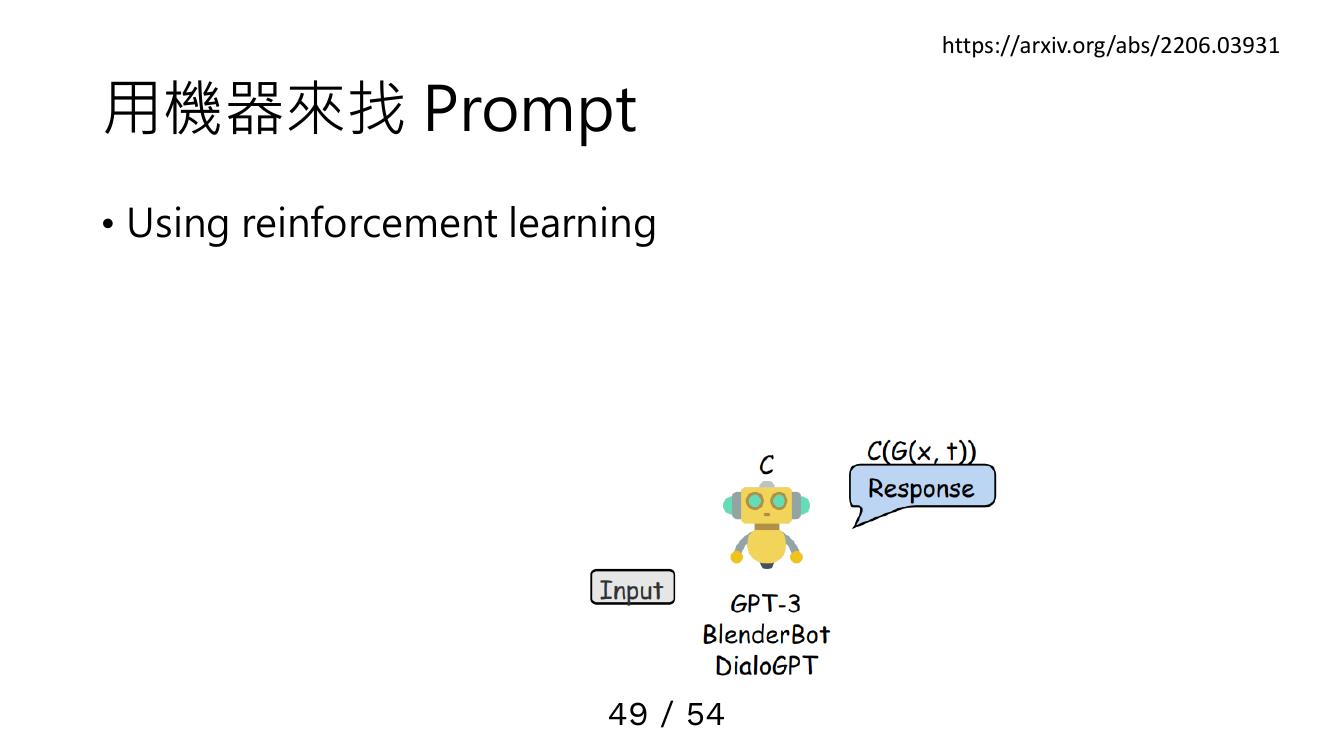 https://arxiv.org/abs/2206.03931
用機器來找 Prompt
• Using reinforcement learning
C(G(x, t))
C
Response
Input
GPT-3
BlenderBot
DialoGPT
49 / 54